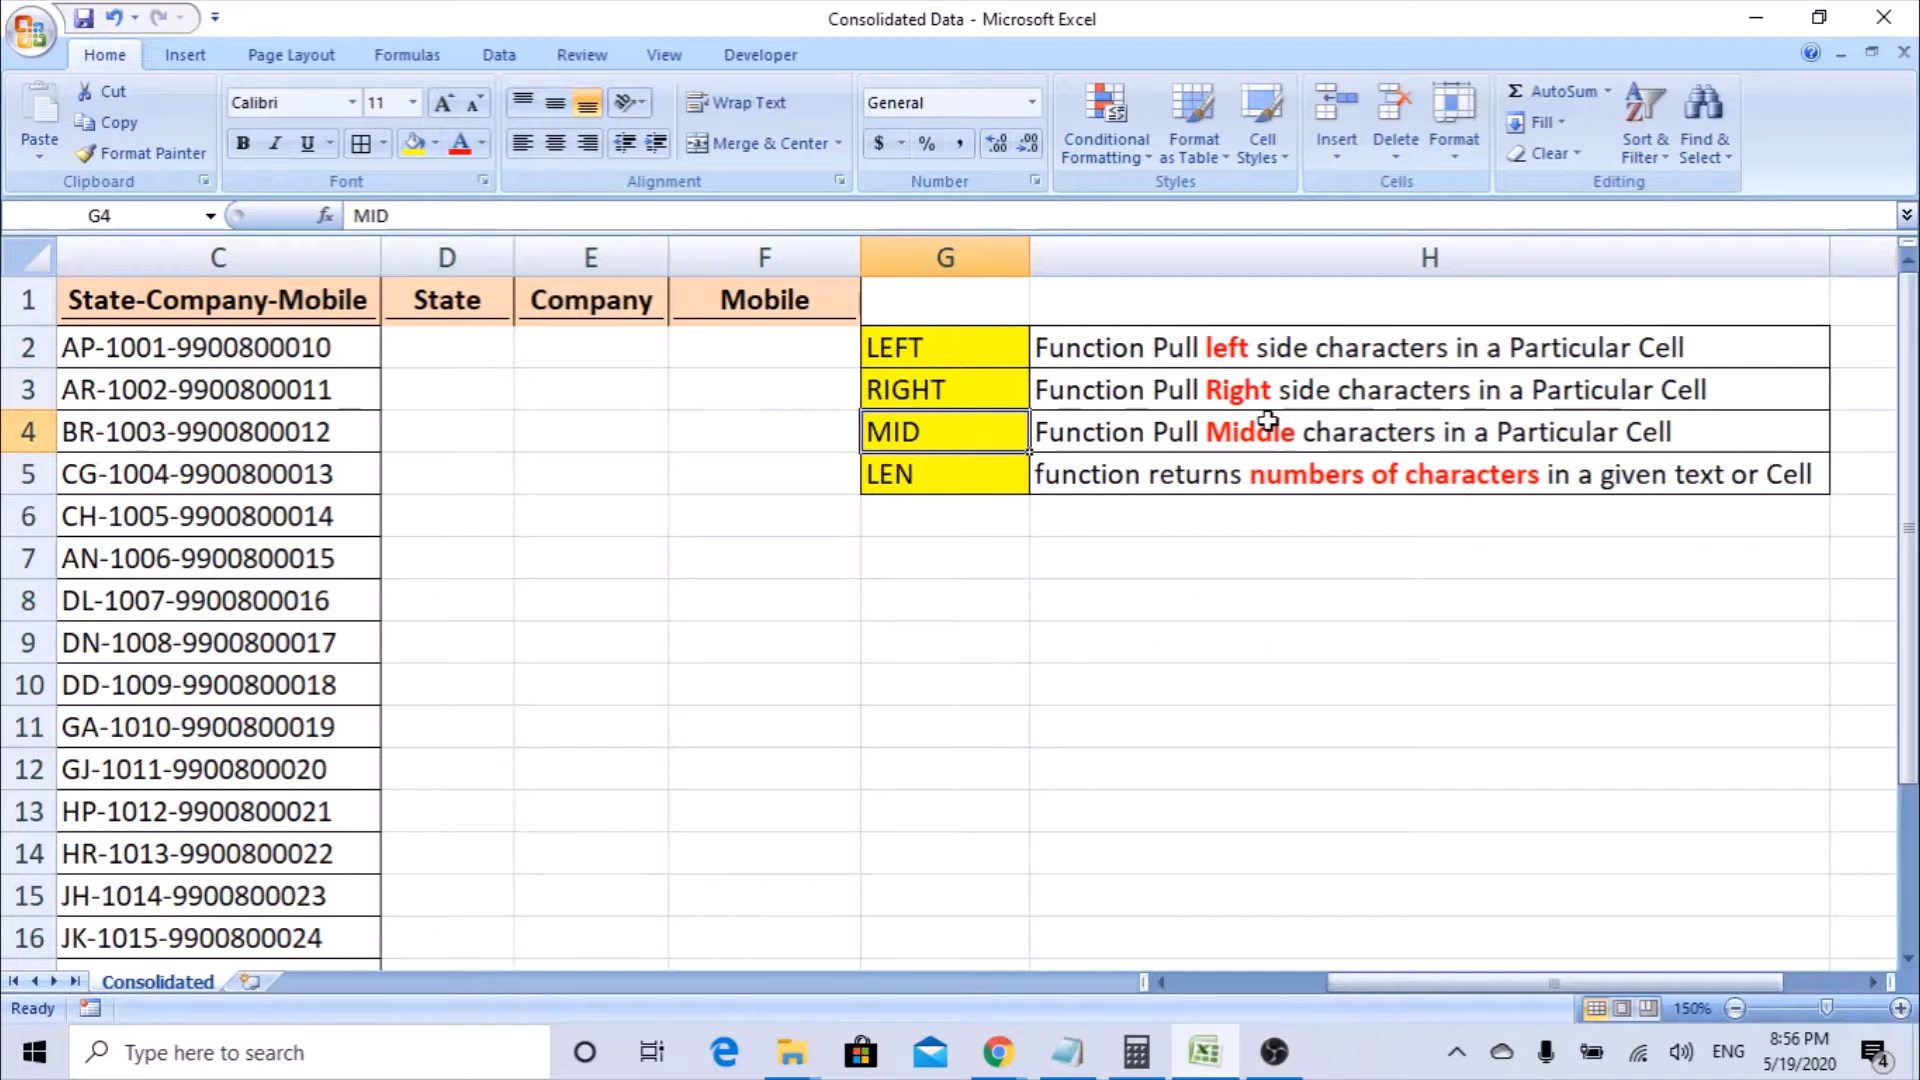 Consolidated Data - Microsoft Excel
Home Insert Page Layout Formulas Data Review View Developer
Paste
Cut
Copy
Format Painter
Clipboard
Calibri 11
B I U
Font
Wrap Text
Merge & Center
Alignment
General
$ % ,
Number
Conditional Formatting
Format as Table
Cell Styles
Styles
Insert Delete Format
Cells
Σ AutoSum
Fill
Clear
Sort & Filter
Find & Select
Editing
G4 fx MID
C D E F G H
1 State-Company-Mobile State Company Mobile
2 AP-1001-9900800010 LEFT Function Pull left side characters in a Particular Cell
3 AR-1002-9900800011 RIGHT Function Pull Right side characters in a Particular Cell
4 BR-1003-9900800012 MID Function Pull Middle characters in a Particular Cell
5 CG-1004-9900800013 LEN function returns numbers of characters in a given text or Cell
6 CH-1005-9900800014
7 AN-1006-9900800015
8 DL-1007-9900800016
9 DN-1008-9900800017
10 DD-1009-9900800018
11 GA-1010-9900800019
12 GJ-1011-9900800020
13 HP-1012-9900800021
14 HR-1013-9900800022
15 JH-1014-9900800023
16 JK-1015-9900800024
Consolidated
Ready 150%
Type here to search
ENG
8:56 PM
5/19/2020
4